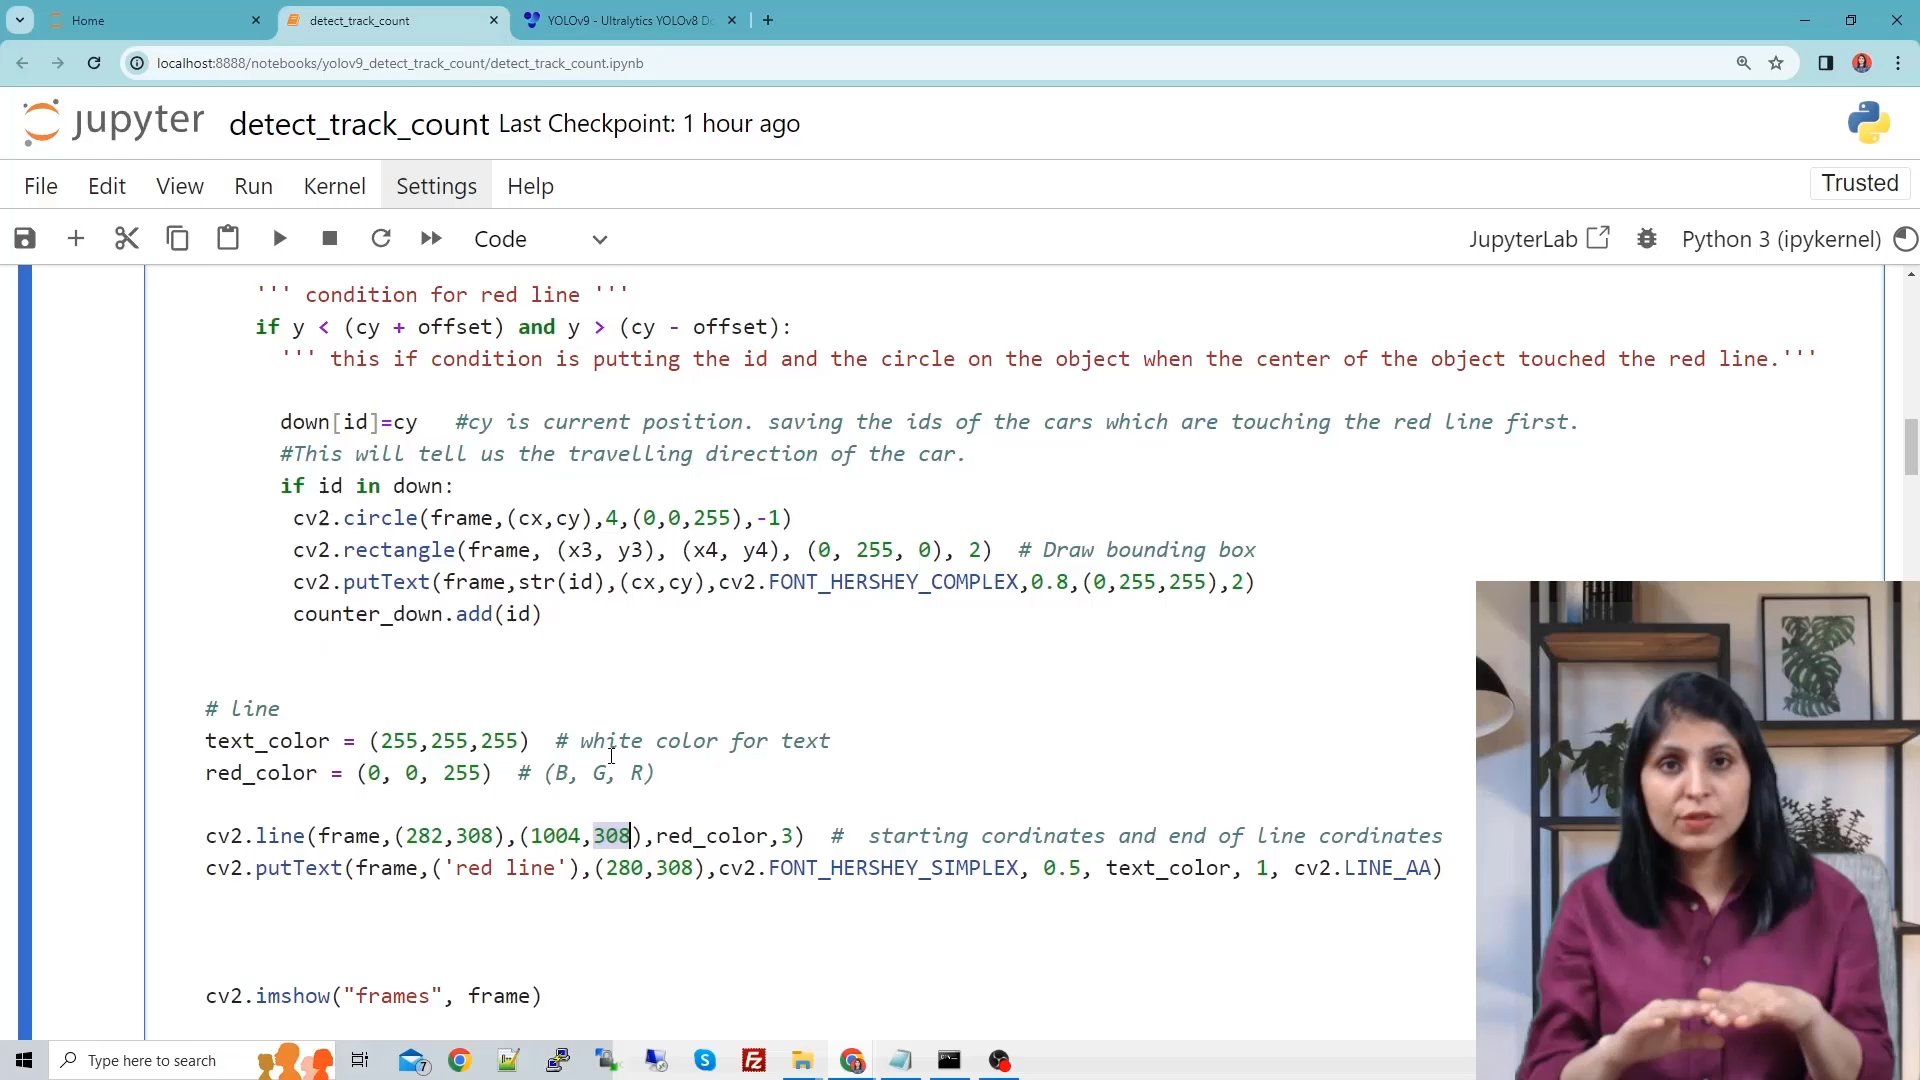 Home
detect_track_count
YOLOv9 - Ultralytics YOLOv8 Do
localhost:8888/notebooks/yolov9_detect_track_count/detect_track_count.ipynb
jupyter detect_track_count Last Checkpoint: 1 hour ago
File Edit View Run Kernel Settings Help
Trusted
Code
JupyterLab
Python 3 (ipykernel)
''' condition for red line '''
if y < (cy + offset) and y > (cy - offset):
''' this if condition is putting the id and the circle on the object when the center of the object touched the red line.'''
down[id]=cy #cy is current position. saving the ids of the cars which are touching the red line first.
#This will tell us the travelling direction of the car.
if id in down:
cv2.circle(frame,(cx,cy),4,(0,0,255),-1)
cv2.rectangle(frame, (x3, y3), (x4, y4), (0, 255, 0), 2) # Draw bounding box
cv2.putText(frame,str(id),(cx,cy),cv2.FONT_HERSHEY_COMPLEX,0.8,(0,255,255),2)
counter_down.add(id)
# line
text_color = (255,255,255) # white color for text
red_color = (0, 0, 255) # (B, G, R)
cv2.line(frame,(282,308),(1004,308),red_color,3) # starting cordinates and end of line cordinates
cv2.putText(frame,('red line'),(280,308),cv2.FONT_HERSHEY_SIMPLEX, 0.5, text_color, 1, cv2.LINE_AA)
cv2.imshow("frames", frame)
Type here to search
7